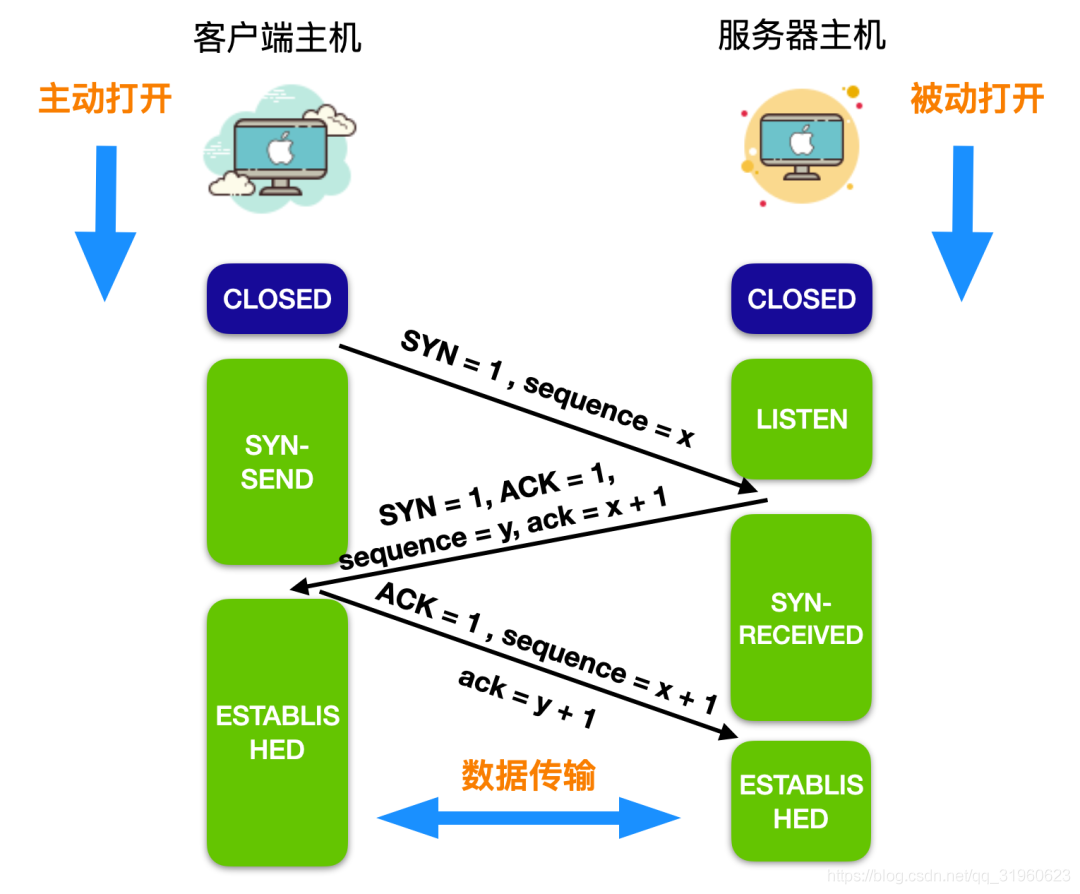 客户端主机
服务器主机
主动打开
被动打开
CLOSED
CLOSED
SYN = 1 , sequence = x
SYN-
SEND
LISTEN
SYN = 1, ACK = 1,
sequence = y, ack = x + 1
ACK = 1 , sequence = x + 1
ack = y + 1
SYN-
RECEIVED
ESTABLIS
HED
数据传输
ESTABLIS
HED
https://blog.csdn.net/qq_31960623